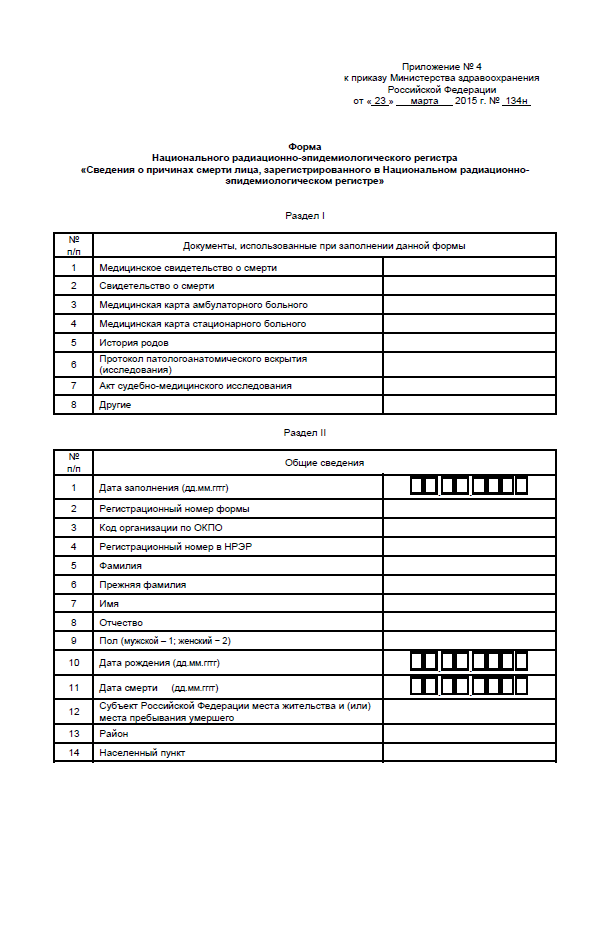 Приложение № 4
к приказу Министерства здравоохранения
Российской Федерации
от « 23 » марта 2015 г. № 134н
Форма
Национального радиационно-эпидемиологического регистра
«Сведения о причинах смерти лица, зарегистрированного в Национальном радиационно-
эпидемиологическом регистре»
Раздел I
№
п/п
Документы, использованные при заполнении данной формы
1 Медицинское свидетельство о смерти
2 Свидетельство о смерти
3 Медицинская карта амбулаторного больного
4 Медицинская карта стационарного больного
5 История родов
6 Протокол патологоанатомического вскрытия
(исследования)
7 Акт судебно-медицинского исследования
8 Другие
Раздел II
№
п/п
Общие сведения
1 Дата заполнения (дд.мм.гггг)
2 Регистрационный номер формы
3 Код организации по ОКПО
4 Регистрационный номер в НРЭР
5 Фамилия
6 Прежняя фамилия
7 Имя
8 Отчество
9 Пол (мужской – 1; женский – 2)
10 Дата рождения (дд.мм.гггг)
11 Дата смерти (дд.мм.гггг)
12 Субъект Российской Федерации места жительства и (или)
места пребывания умершего
13 Район
14 Населенный пункт